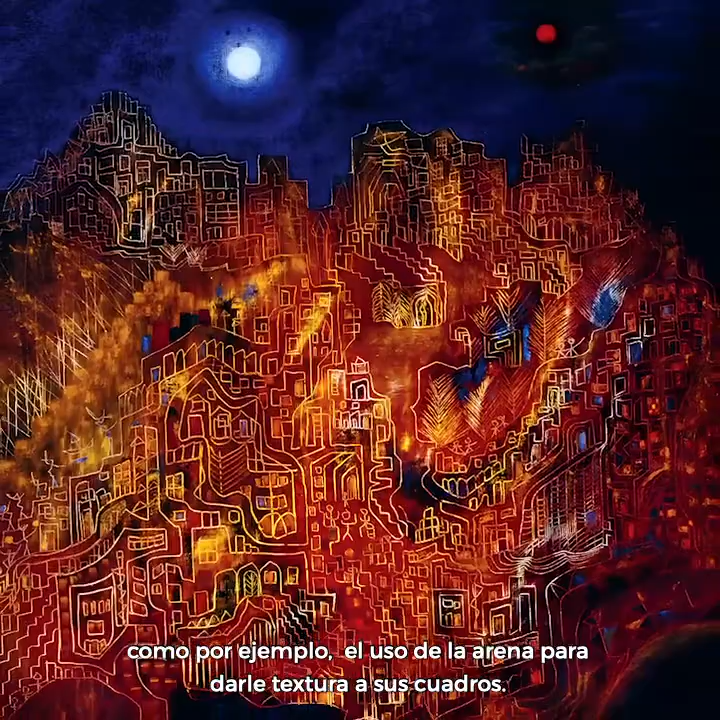 como por ejemplo, el uso de la arena para
darle textura a sus cuadros.